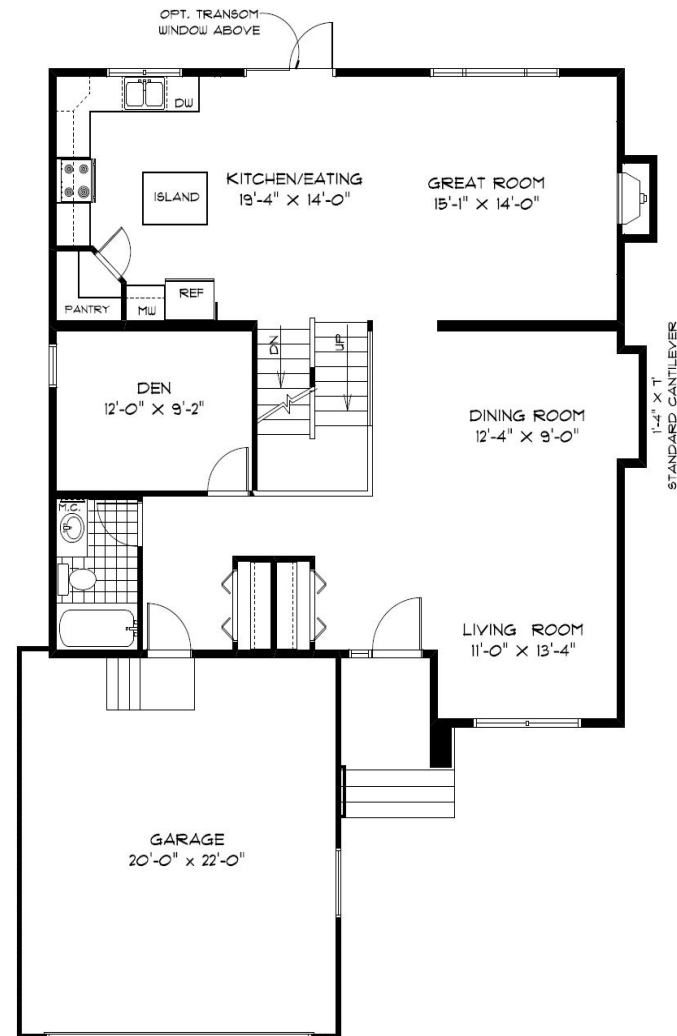 OPT. TRANSOM
WINDOW ABOVE
DW
ISLAND
KITCHEN/EATING
19'-4" X 14'-0"
GREAT ROOM
15'-1" X 14'-0"
PANTRY
MW
REF
DN
UP
DEN
12'-0" X 9'-2"
DINING ROOM
12'-4" X 9'-0"
1'-4" X 7'
STANDARD CANTILEVER
M.C.
LIVING ROOM
11'-0" X 13'-4"
GARAGE
20'-0" x 22'-0"